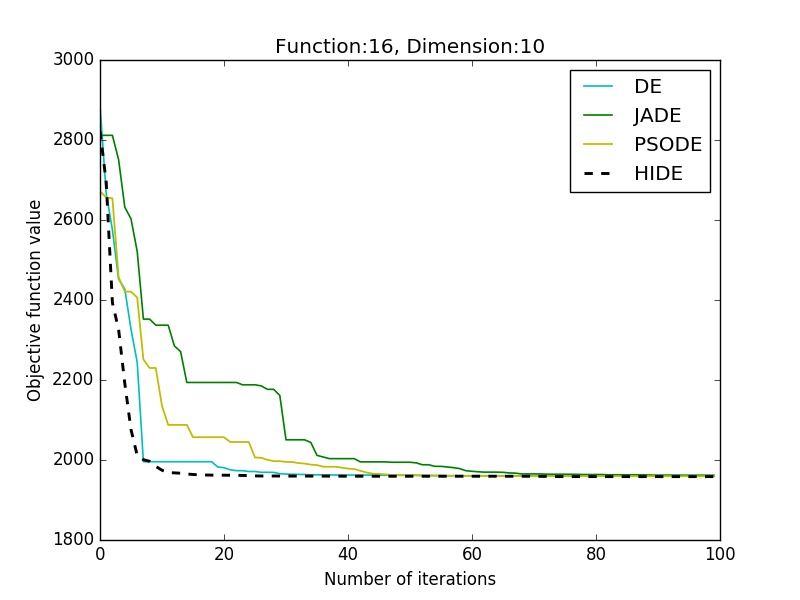 Function:16, Dimension:10
3000
2800
2600
2400
2200
2000
1800
Objective function value
0
20
40
60
80
100
Number of iterations
DE
JADE
PSODE
HIDE